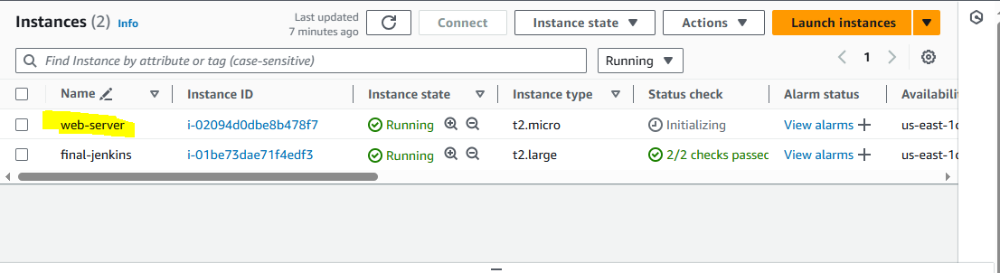 Instances (2) Info
Last updated
7 minutes ago
Connect
Instance state
Actions
Launch instances
Find Instance by attribute or tag (case-sensitive)
Running
1
Name Instance ID Instance state Instance type Status check Alarm status Availabili
web-server i-02094d0dbe8b478f7 Running t2.micro Initializing View alarms us-east-1
final-jenkins i-01be73dae71f4edf3 Running t2.large 2/2 checks passed View alarms us-east-1